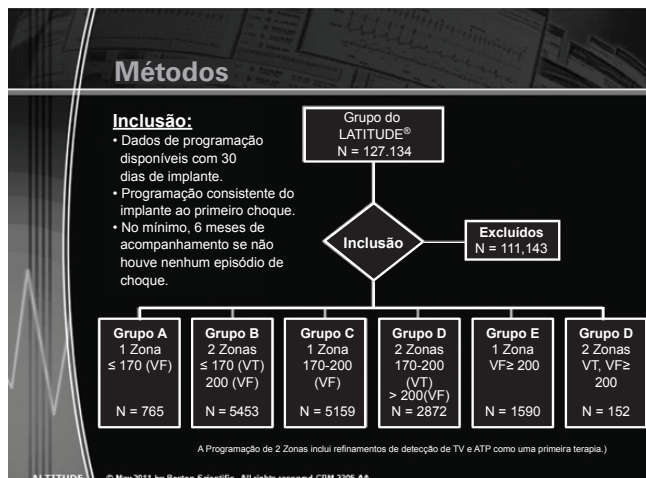 Métodos
Inclusão:
• Dados de programação
disponíveis com 30
dias de implante.
• Programação consistente do
implante ao primeiro choque.
• No mínimo, 6 meses de
acompanhamento se não
houve nenhum episódio de
choque.
Grupo do
LATITUDE®
N = 127.134
Inclusão
Excluídos
N = 111,143
Grupo A
1 Zona
≤ 170 (VF)
N = 765
Grupo B
2 Zonas
≤ 170 (VT)
200 (VF)
N = 5453
Grupo C
1 Zona
170-200
(VF)
N = 5159
Grupo D
2 Zonas
170-200
(VT)
> 200(VF)
N = 2872
Grupo E
1 Zona
VF≥ 200
N = 1590
Grupo D
2 Zonas
VT, VF≥
200
N = 152
A Programação de 2 Zonas inclui refinamentos de detecção de TV e ATP como uma primeira terapia.)
ALTITUDE © May 2011 by Boston Scientific. All rights reserved. CRM 2205 AA